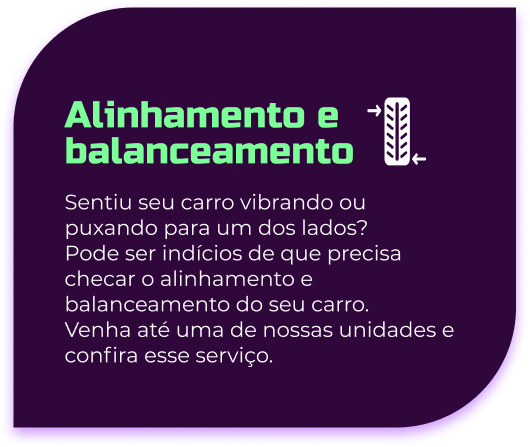 Alinhamento e
balanceamento
Sentiu seu carro vibrando ou
puxando para um dos lados?
Pode ser indícios de que precisa
checar o alinhamento e
balanceamento do seu carro.
Venha até uma de nossas unidades e
confira esse serviço.